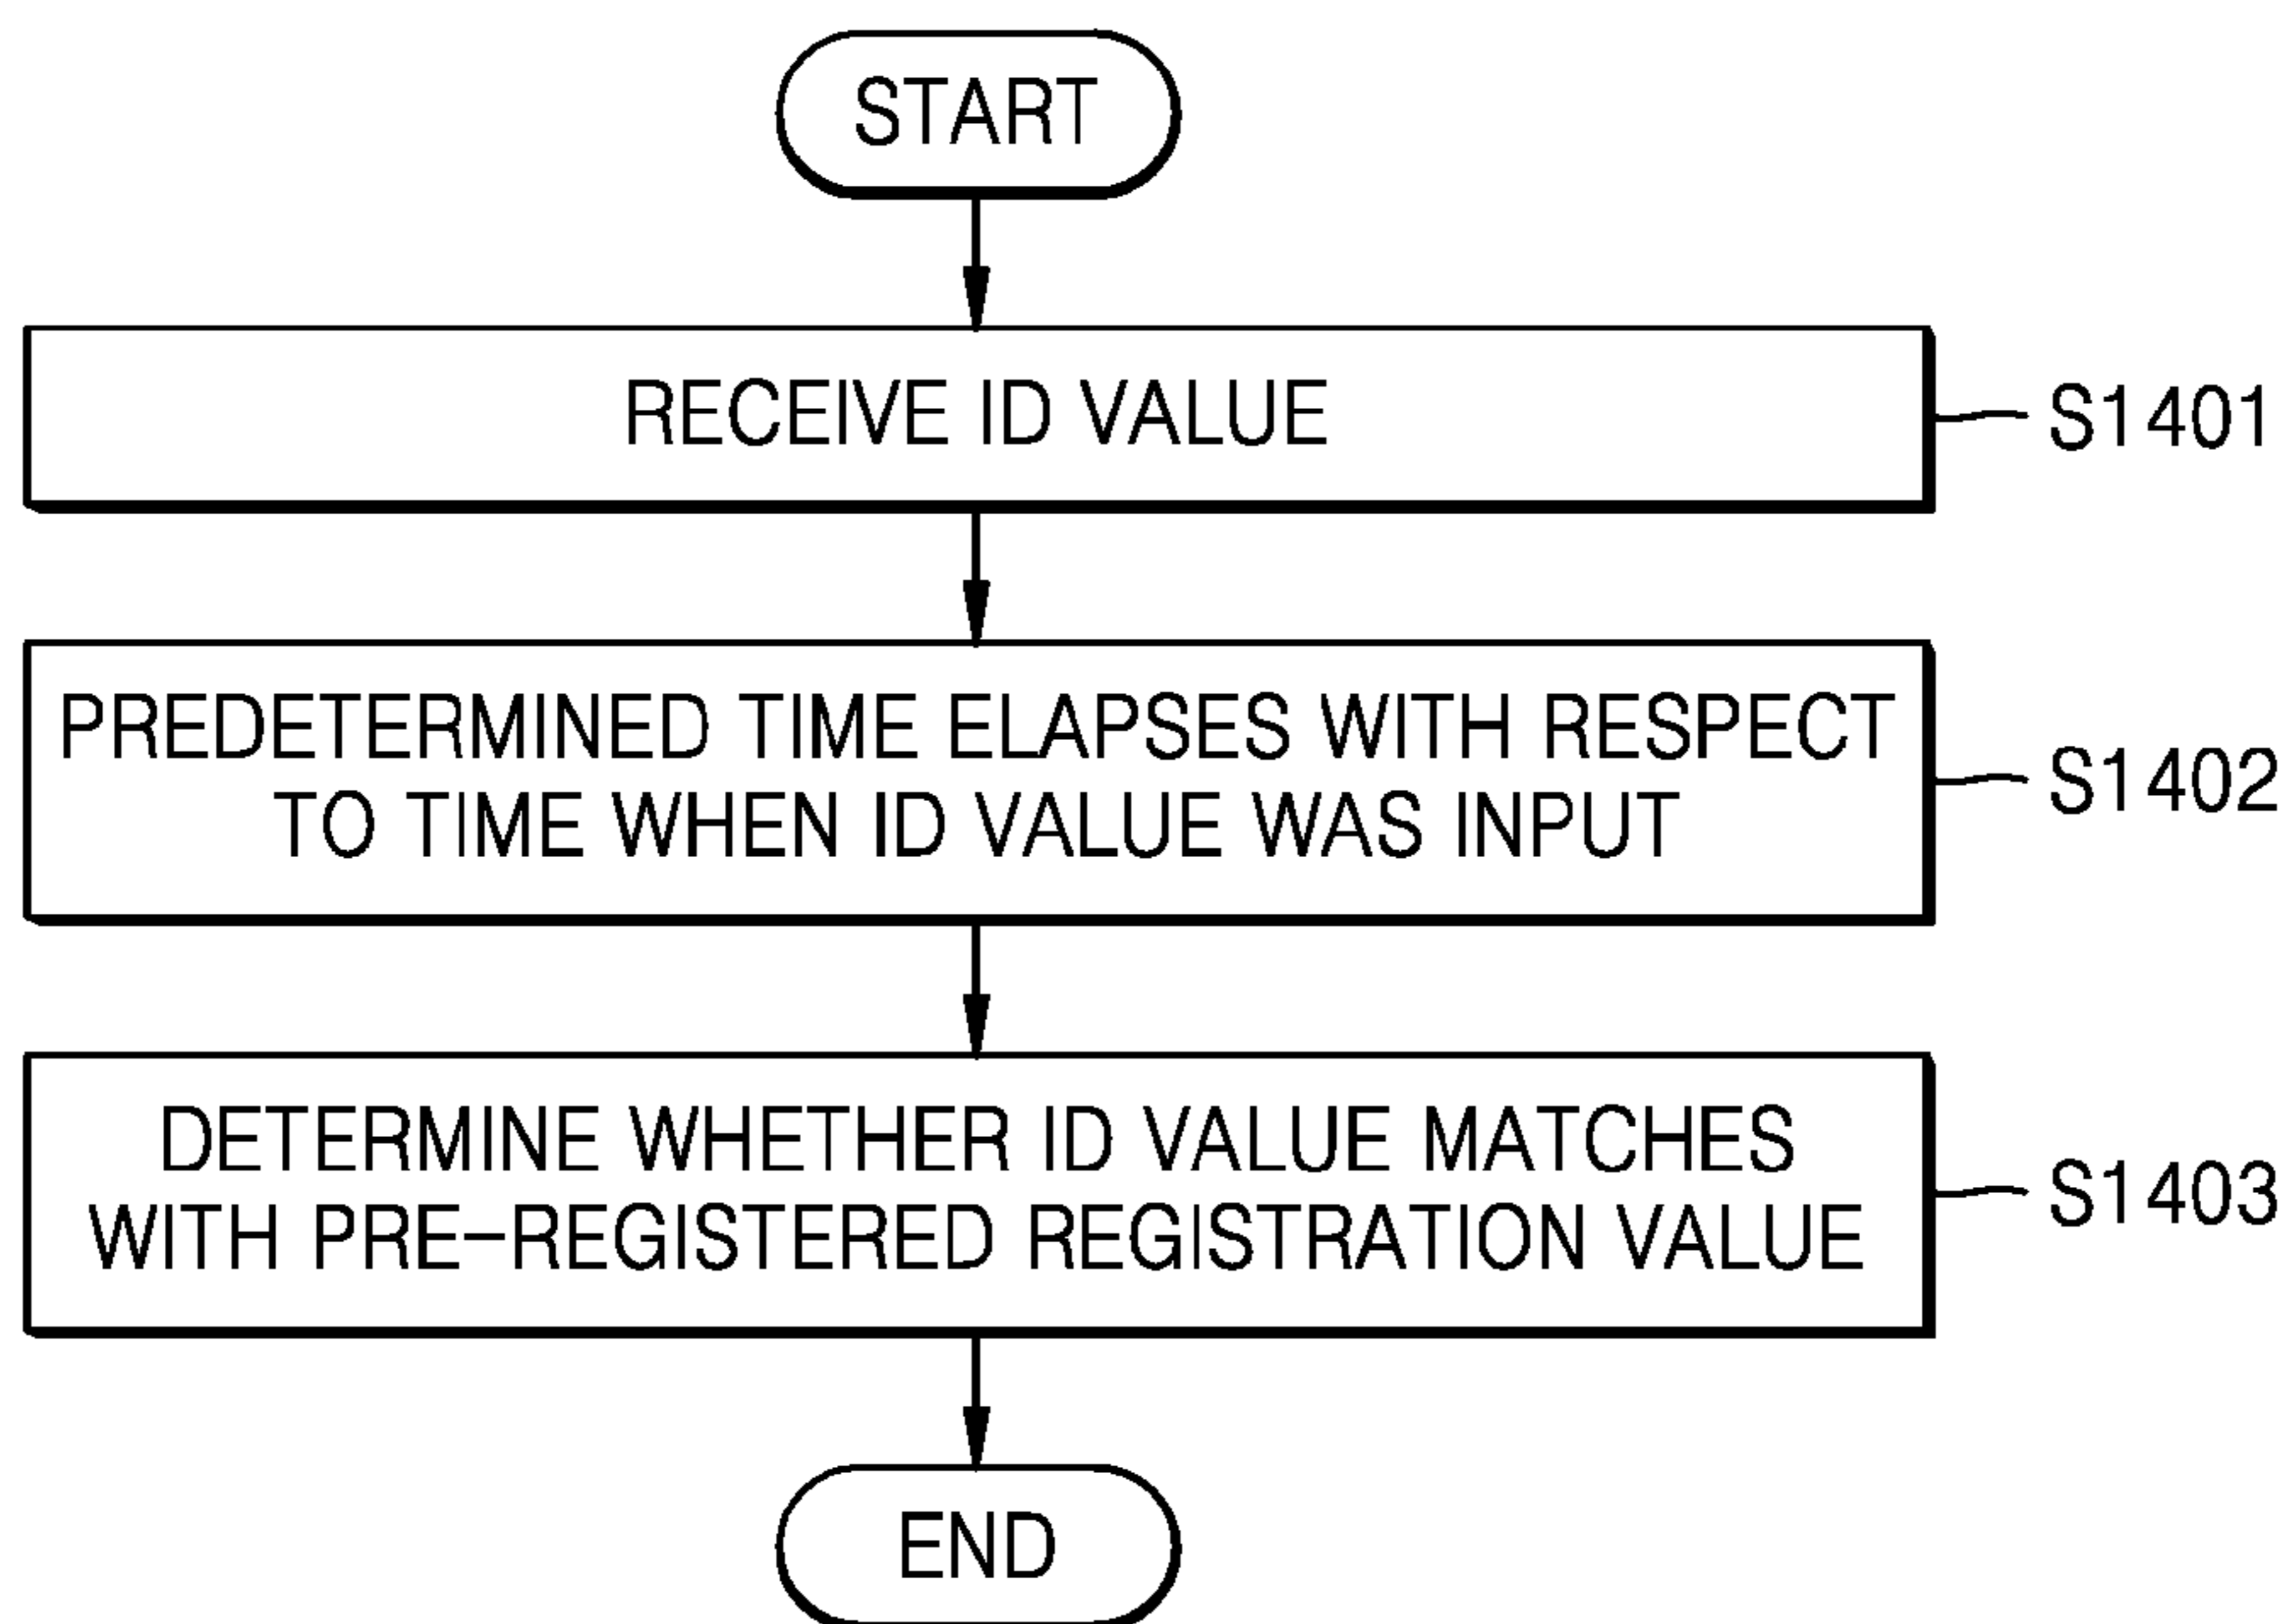 START
RECEIVE ID VALUE
S1401
PREDETERMINED TIME ELAPSES WITH RESPECT
TO TIME WHEN ID VALUE WAS INPUT
S1402
DETERMINE WHETHER ID VALUE MATCHES
WITH PRE-REGISTERED REGISTRATION VALUE
S1403
END